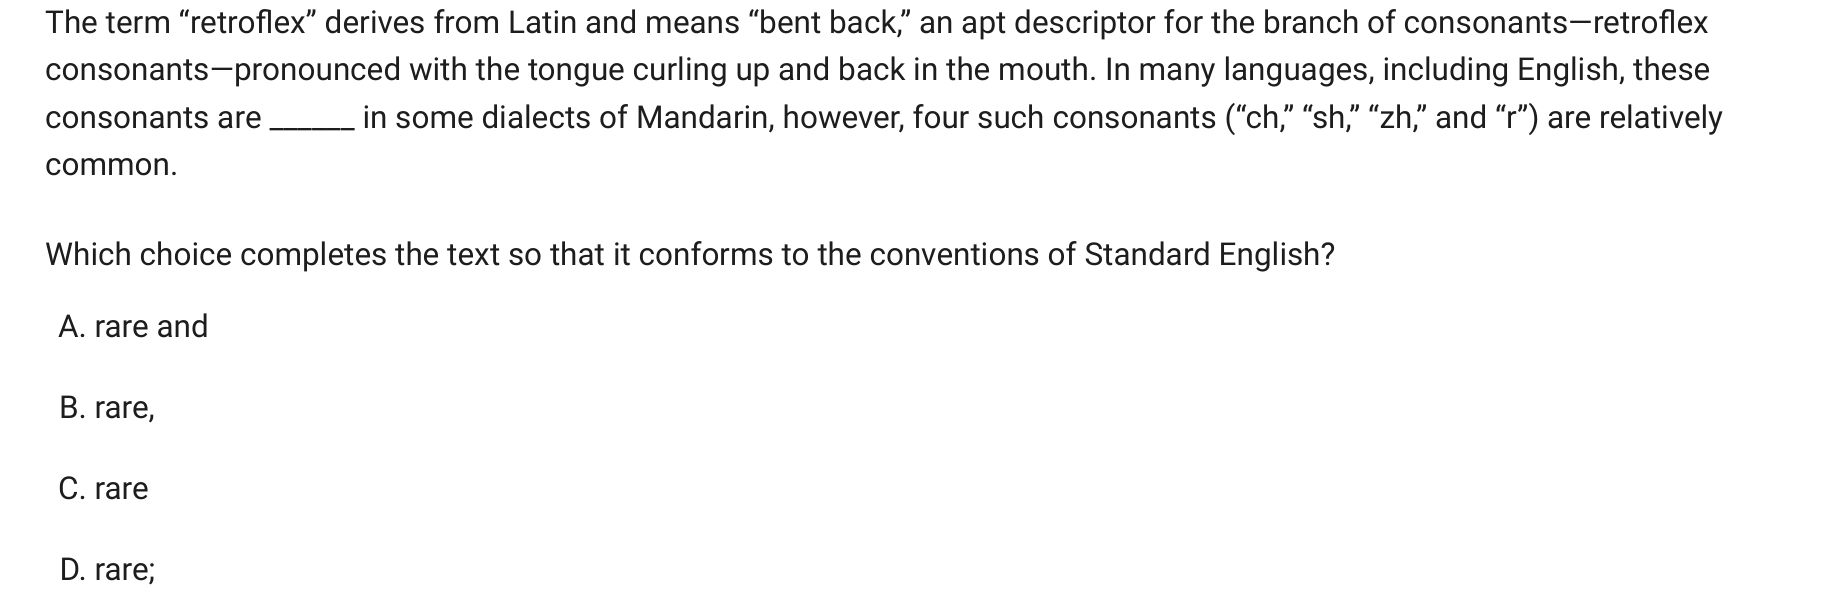 The term “retroflex” derives from Latin and means “bent back,” an apt descriptor for the branch of consonants—retroflex
consonants—pronounced with the tongue curling up and back in the mouth. In many languages, including English, these
consonants are ______ in some dialects of Mandarin, however, four such consonants (“ch,” “sh,” “zh,” and “r”) are relatively
common.
Which choice completes the text so that it conforms to the conventions of Standard English?
A. rare and
B. rare,
C. rare
D. rare;